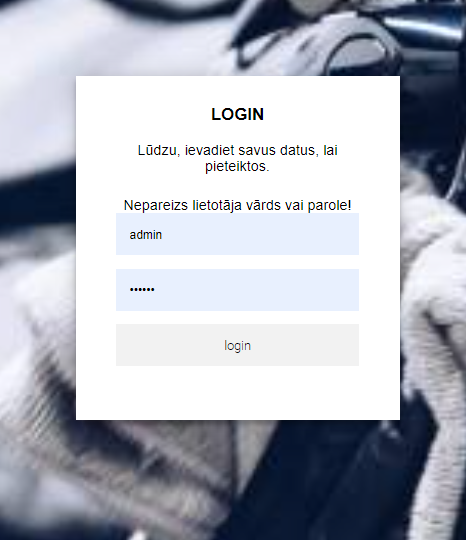 LOGIN
Lūdzu, ievadiet savus datus, lai
pieteiktos.
Nepareizs lietotāja vārds vai parole!
admin
••••••
login